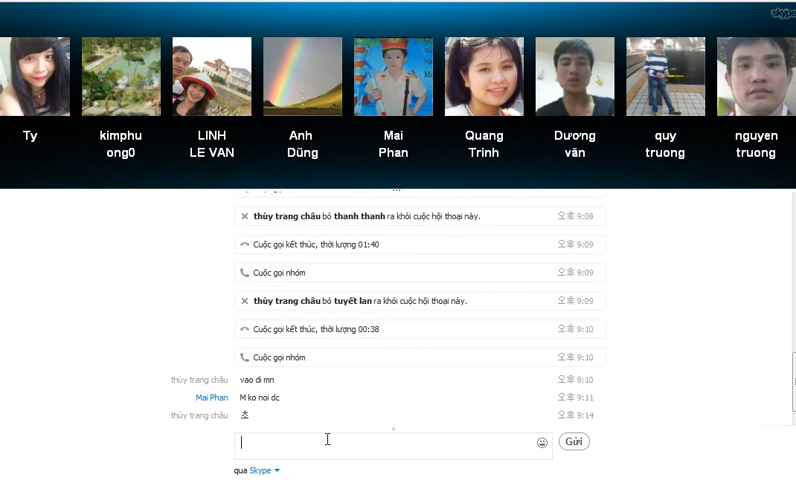 skype
Ty
kimphu
ong0
LINH
LE VAN
Anh
Dũng
Mai
Phan
Quang
Trinh
Dương
văn
quy
truong
nguyen
truong
thùy trang châu bỏ thanh thanh ra khỏi cuộc hội thoại này. 오후 9:08
Cuộc gọi kết thúc, thời lượng 01:40 오후 9:09
Cuộc gọi nhóm 오후 9:09
thùy trang châu bỏ tuyết lan ra khỏi cuộc hội thoại này. 오후 9:09
Cuộc gọi kết thúc, thời lượng 00:38 오후 9:10
Cuộc gọi nhóm 오후 9:10
thùy trang châu vao di mn 오후 9:10
Mai Phan M ko noi dc 오후 9:11
thùy trang châu 초 오후 9:14
Gửi
qua Skype